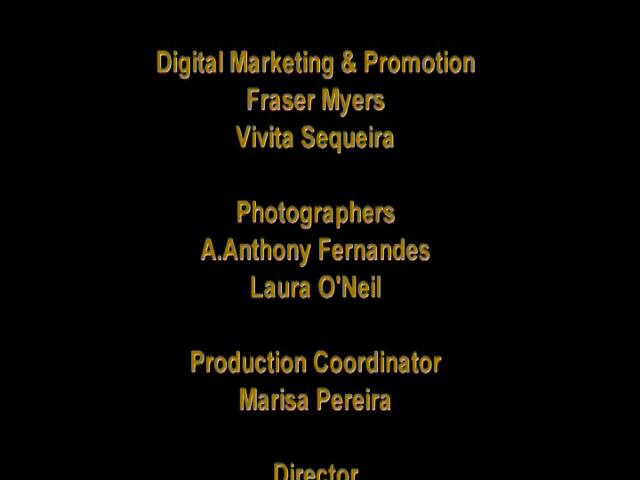 Digital Marketing & Promotion
Fraser Myers
Vivita Sequeira
Photographers
A.Anthony Fernandes
Laura O'Neil
Production Coordinator
Marisa Pereira
Director